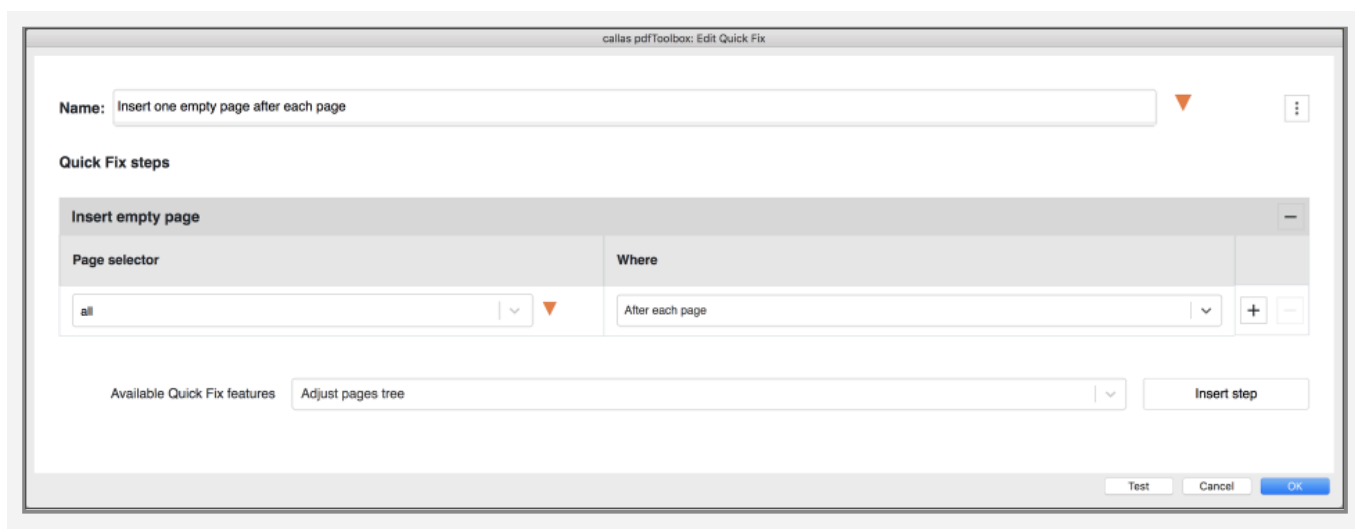 callas pdfToolbox: Edit Quick Fix
Name: Insert one empty page after each page
Quick Fix steps
Insert empty page
Page selector Where
all After each page
Available Quick Fix features Adjust pages tree Insert step
Test Cancel OK